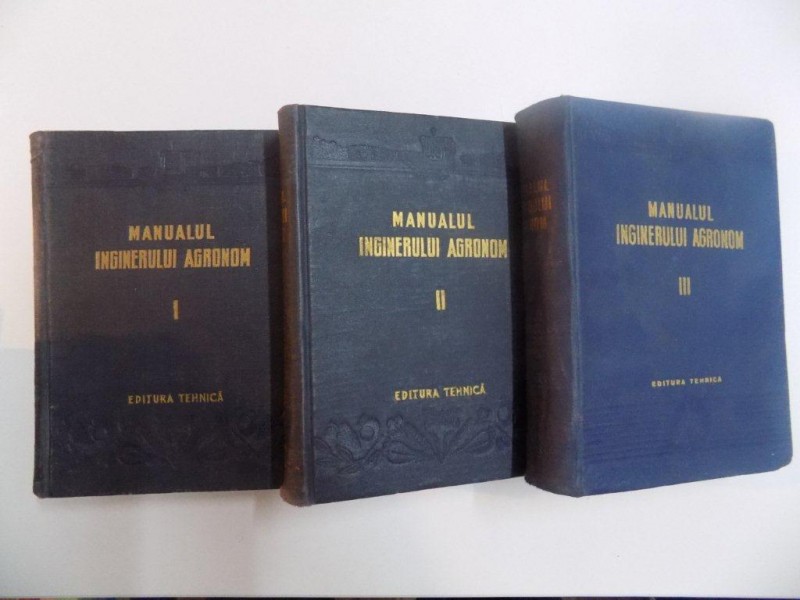 MANUALUL
INGINERULUI AGRONOM
I
EDITURA TEHNICĂ
MANUALUL
INGINERULUI AGRONOM
II
EDITURA TEHNICĂ
MANUALUL
INGINERULUI AGRONOM
III
EDITURA TEHNICA